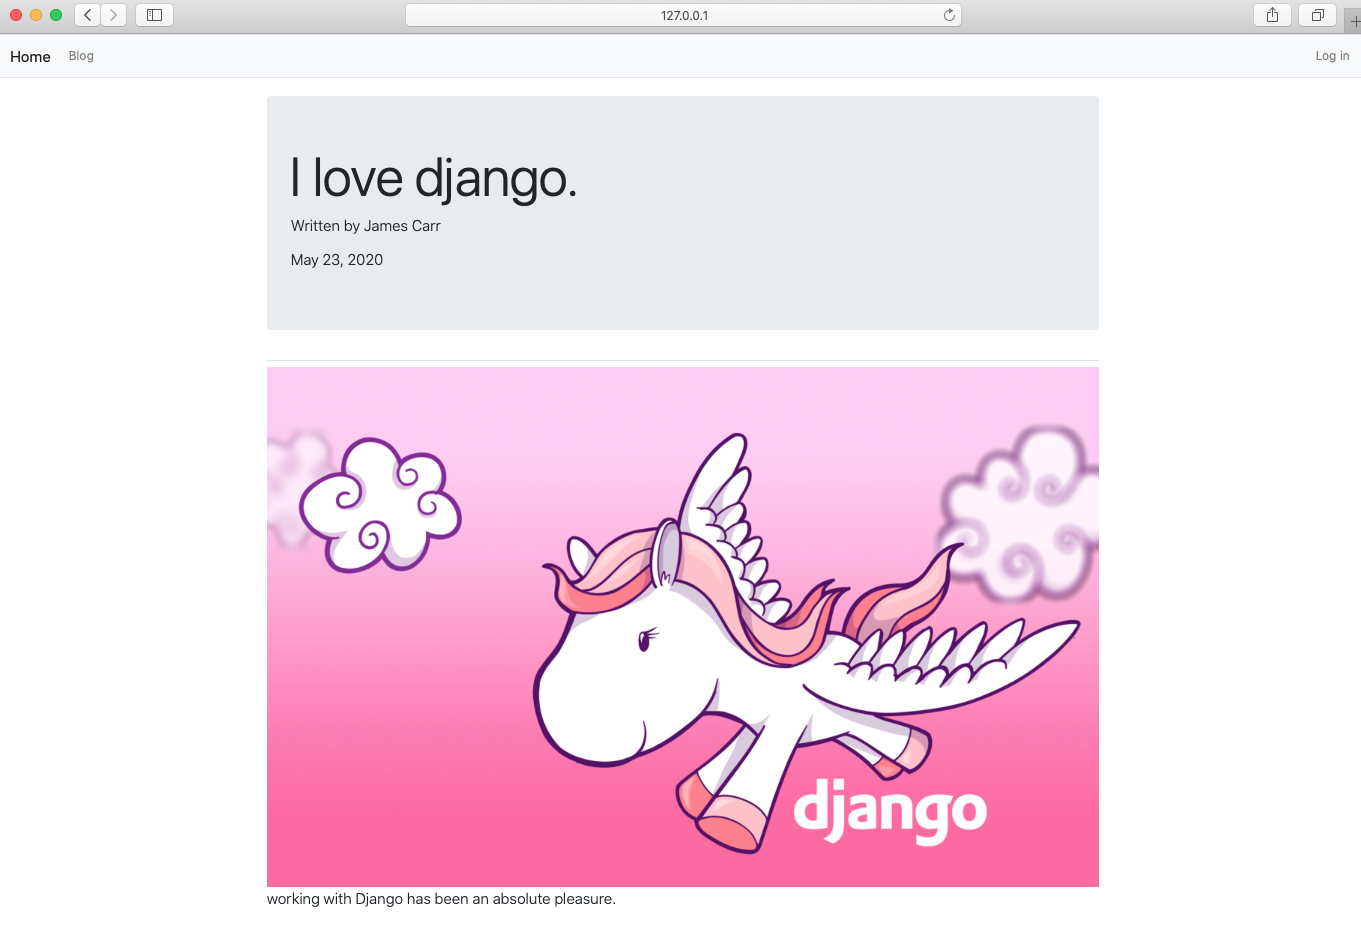 127.0.0.1
Home Blog Log in
I love django.
Written by James Carr
May 23, 2020
django
working with Django has been an absolute pleasure.